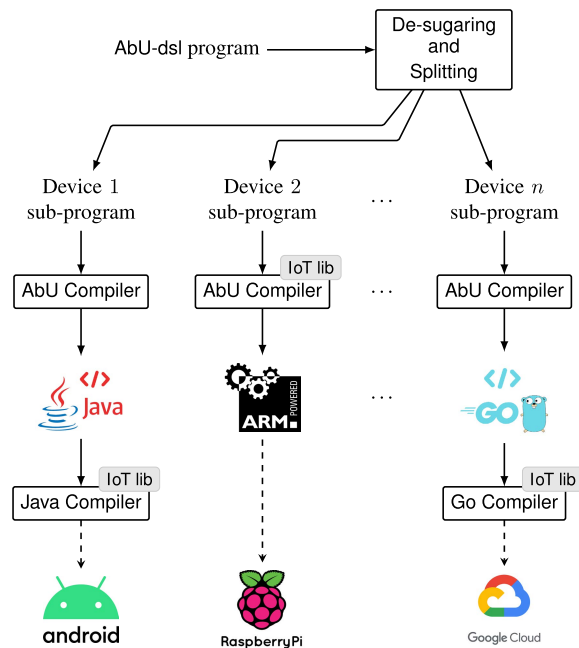 De-sugaring
and
Splitting
AbU-dsl program
Device 1
sub-program
Device 2
sub-program
. . .
Device n
sub-program
IoT lib
AbU Compiler
AbU Compiler
. . .
AbU Compiler
</>
Java
ARM
POWERED
. . .
</>
GO
IoT lib
Java Compiler
IoT lib
Go Compiler
android
RaspberryPi
Google Cloud